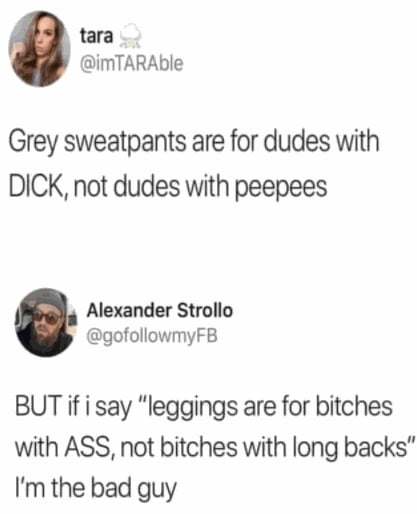 tara 🌧
@imTARAble
Grey sweatpants are for dudes with
DICK, not dudes with peepees
Alexander Strollo
@gofollowmyFB
BUT if i say “leggings are for bitches
with ASS, not bitches with long backs”
I'm the bad guy